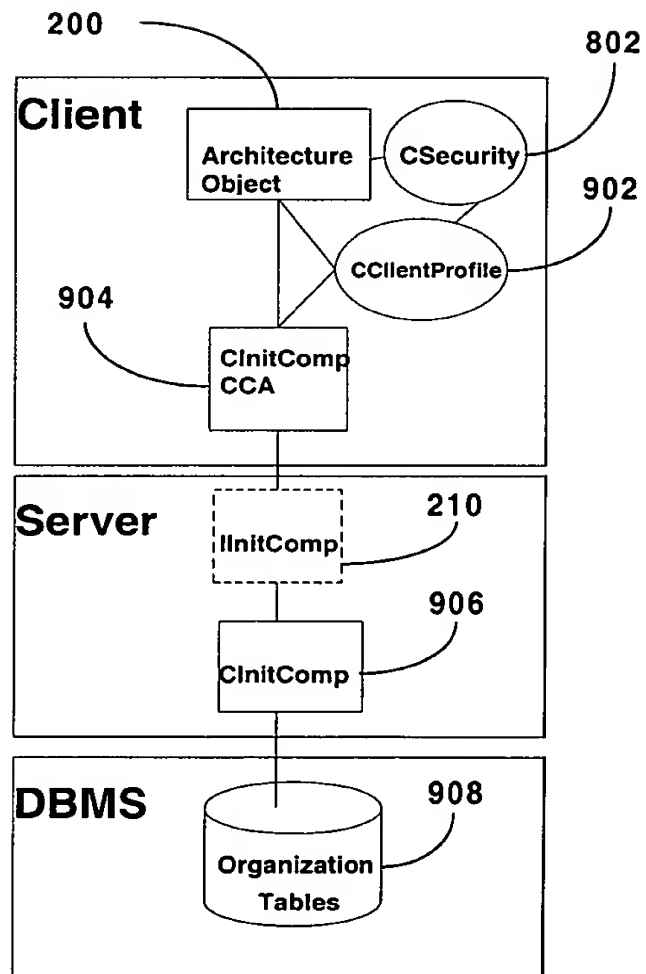 200
802
Client
Architecture
Object
CSecurity
902
CClientProfile
904
CInitComp
CCA
Server
210
IInitComp
906
CInitComp
DBMS
908
Organization
Tables